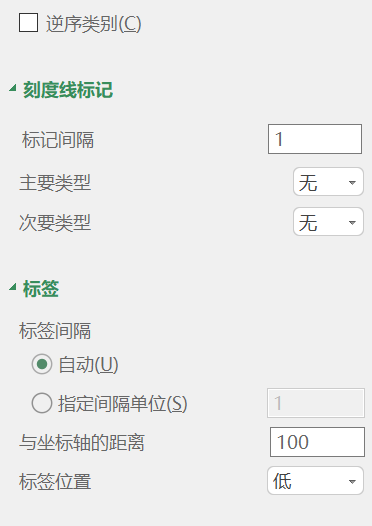 逆序类别(C)
刻度线标记
标记间隔 1
主要类型 无
次要类型 无
标签
标签间隔
自动(U)
指定间隔单位(S) 1
与坐标轴的距离 100
标签位置 低